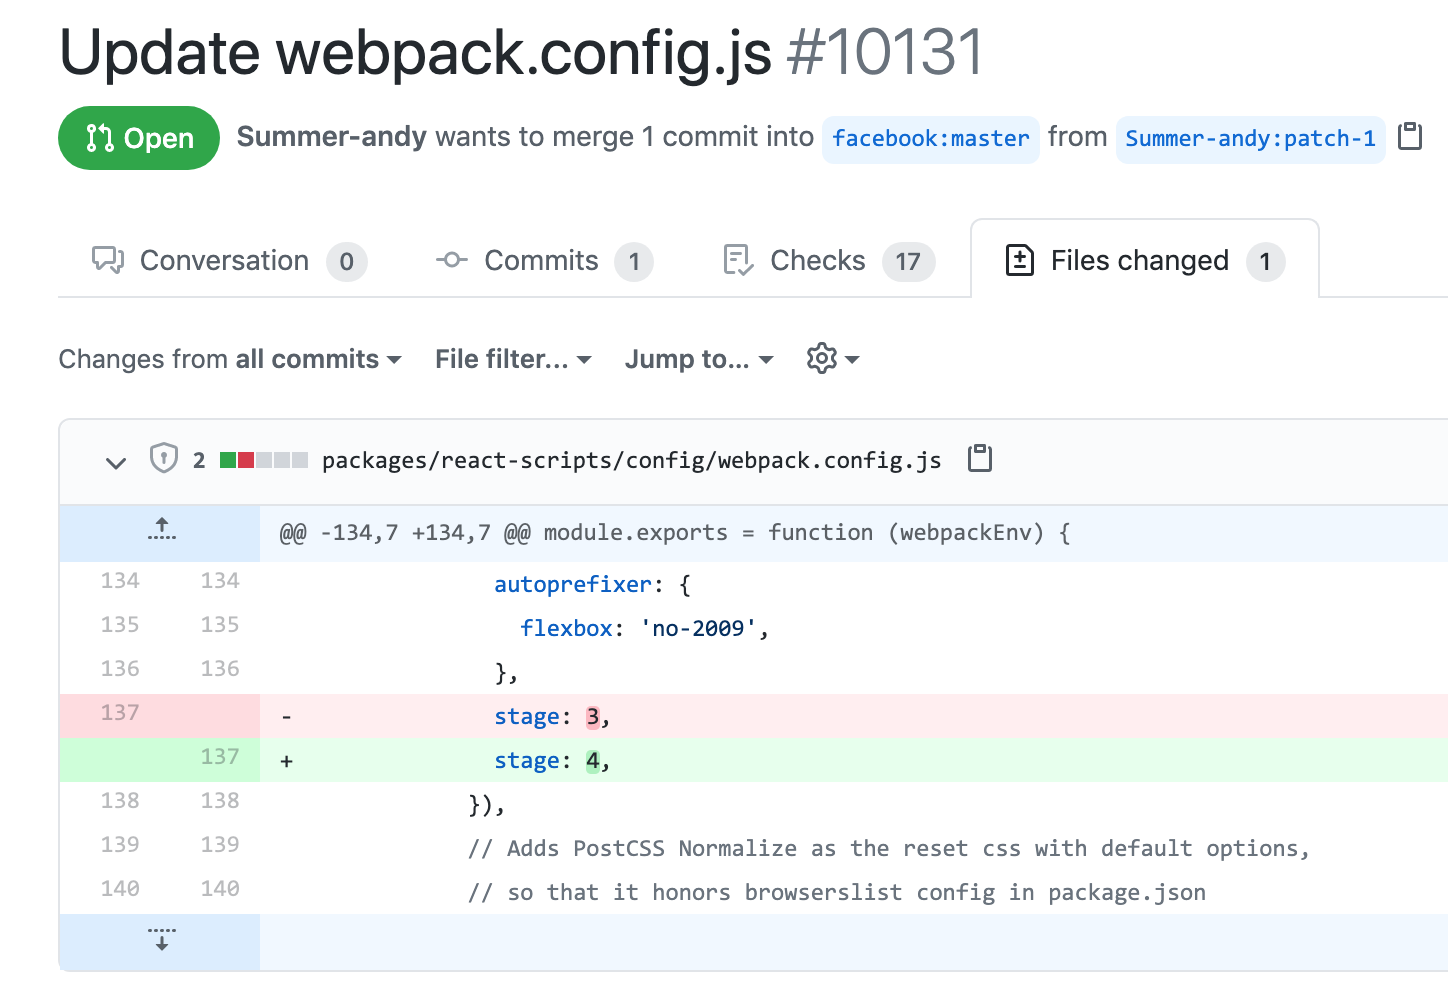 Update webpack.config.js #10131
Open Summer-andy wants to merge 1 commit into facebook:master from Summer-andy:patch-1
Conversation 0 Commits 1 Checks 17 Files changed 1
Changes from all commits File filter... Jump to...
2 packages/react-scripts/config/webpack.config.js
@@ -134,7 +134,7 @@ module.exports = function (webpackEnv) {
134 134 autoprefixer: {
135 135 flexbox: 'no-2009',
136 136 },
137 - stage: 3,
137 + stage: 4,
138 138 }),
139 139 // Adds PostCSS Normalize as the reset css with default options,
140 140 // so that it honors browserslist config in package.json